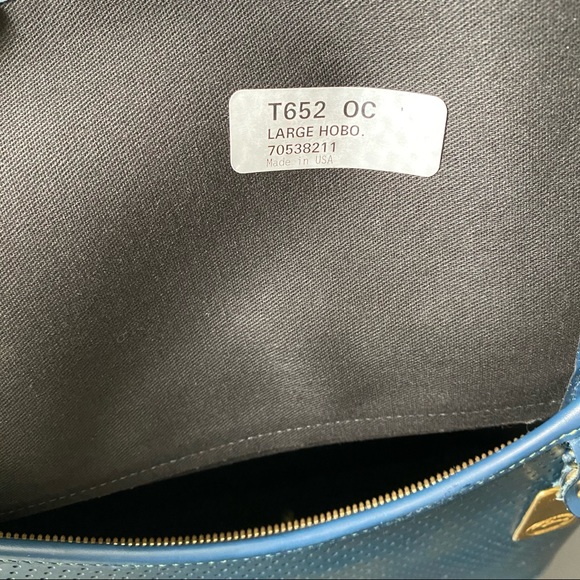 T652 OC
LARGE HOBO.
70538211
Made in USA